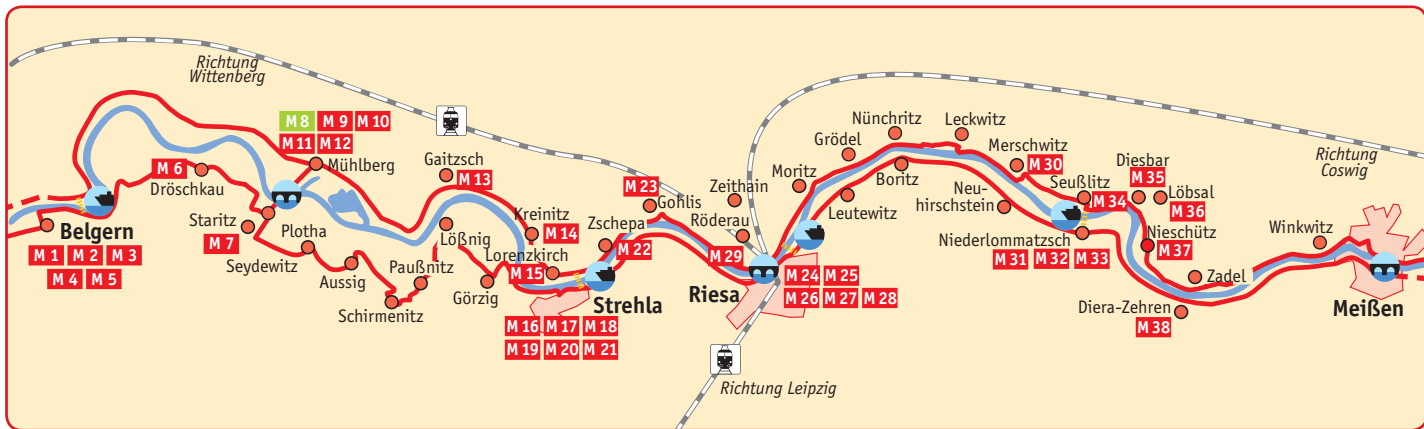 Richtung
Wittenberg
M 8 M 9 M 10
M 11 M 12
Mühlberg
M 6
Dröschkau
Gaitzsch
M 13
Belgern
M 1 M 2 M 3
M 4 M 5
Staritz
M 7
Plotha
Seydewitz
Aussig
Schirmenitz
Paußnitz
Lößnig
Görzig
Kreinitz
M 14
Lorenzkirch
M 15
Zschepa
M 22
M 23
Gohlis
Strehla
M 16 M 17 M 18
M 19 M 20 M 21
Zeithain
Röderau
M 29
Riesa
M 24 M 25
M 26 M 27 M 28
Richtung Leipzig
Moritz
Grödel
Nünchritz
Leckwitz
Boritz
Leutewitz
Merschwitz
M 30
Neu-
hirschstein
Seußlitz
M 34
Niederlommatzsch
M 31 M 32 M 33
Diesbar
M 35
Löbsal
M 36
Nieschütz
M 37
Zadel
Diera-Zehren
M 38
Winkwitz
Meißen
Richtung
Coswig